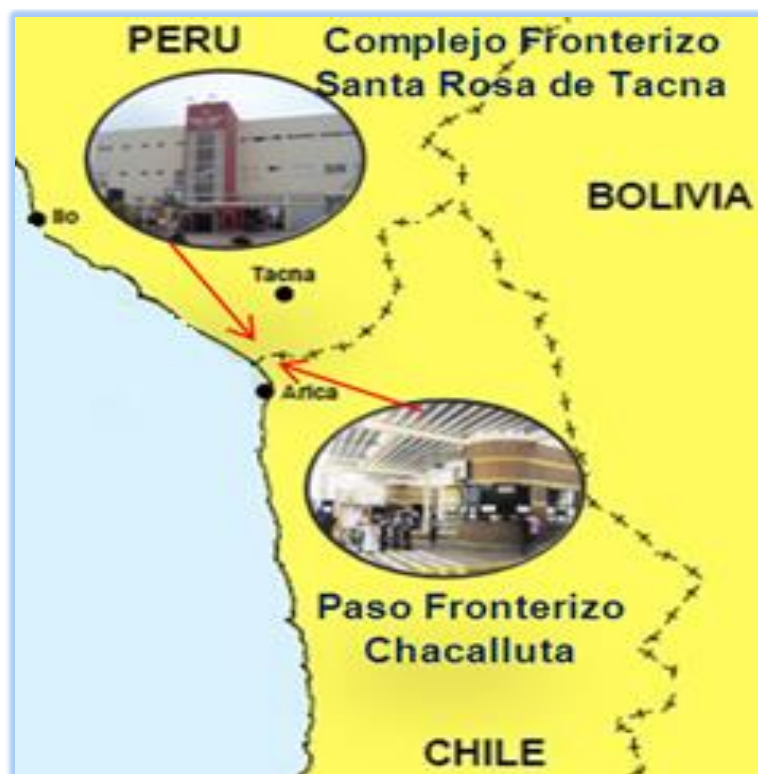 PERU
Complejo Fronterizo
Santa Rosa de Tacna
BOLIVIA
Ilo
Tacna
Arica
Paso Fronterizo
Chacalluta
CHILE